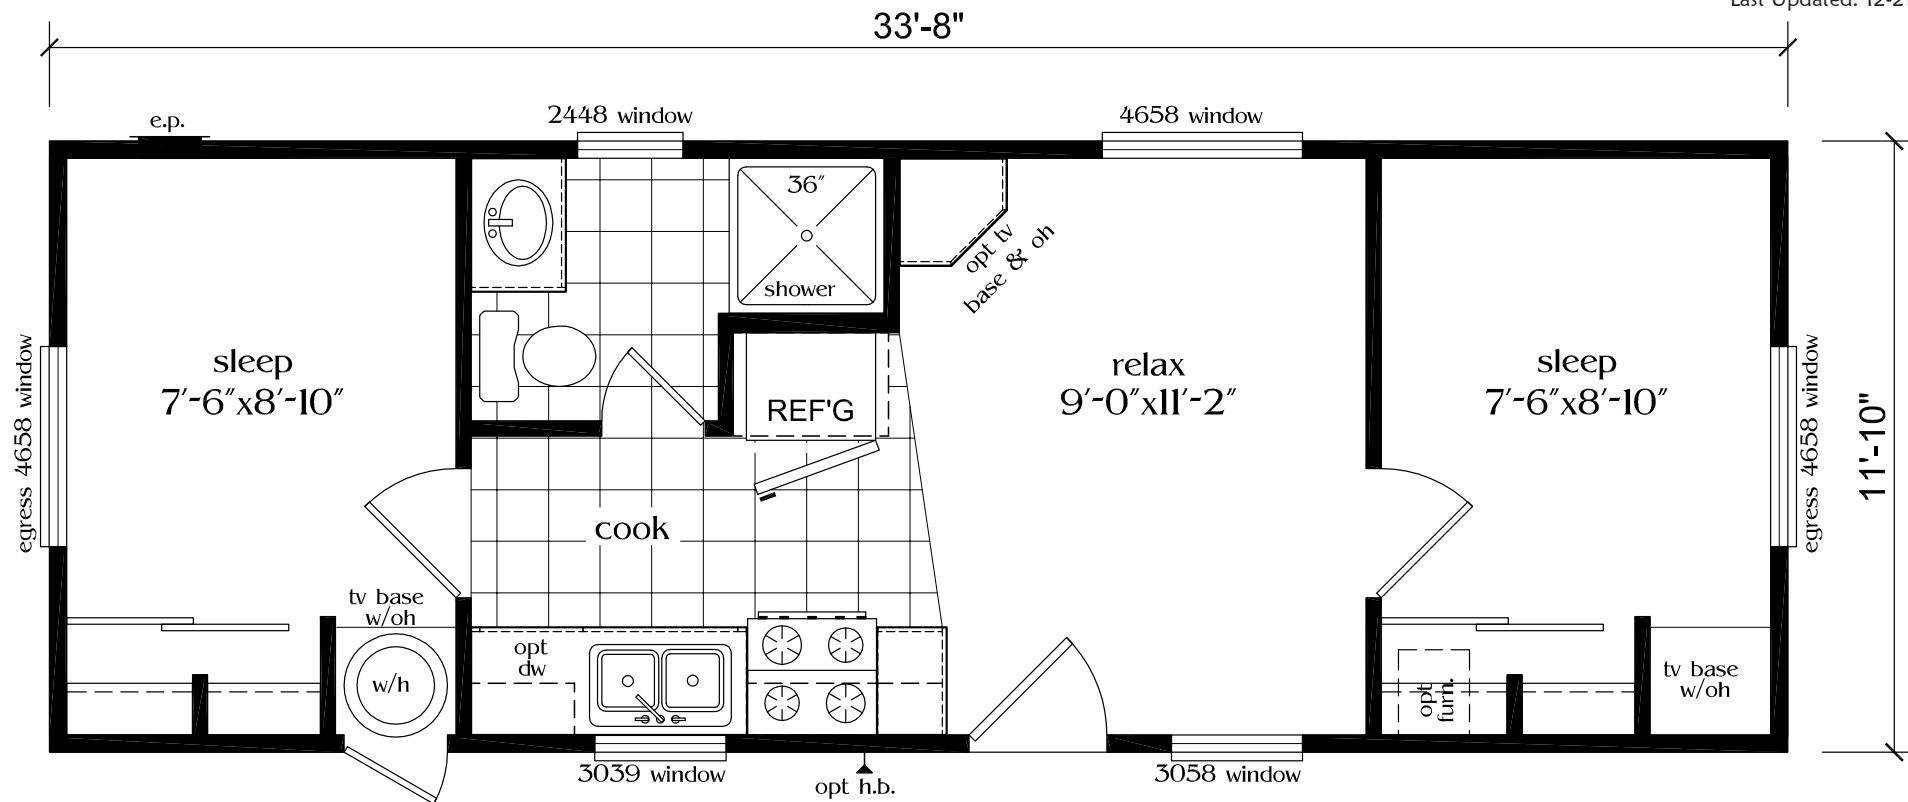 Last Updated: 12-21
33'-8"
e.p.
2448 window
4658 window
36"
shower
opt tv
base & oh
egress 4658 window
sleep
7'-6"x8'-10"
REF'G
relax
9'-0"x11'-2"
sleep
7'-6"x8'-10"
egress 4658 window
11'-10"
cook
tv base
w/oh
w/h
opt
dw
opt
furn.
tv base
w/oh
3039 window
opt h.b.
3058 window